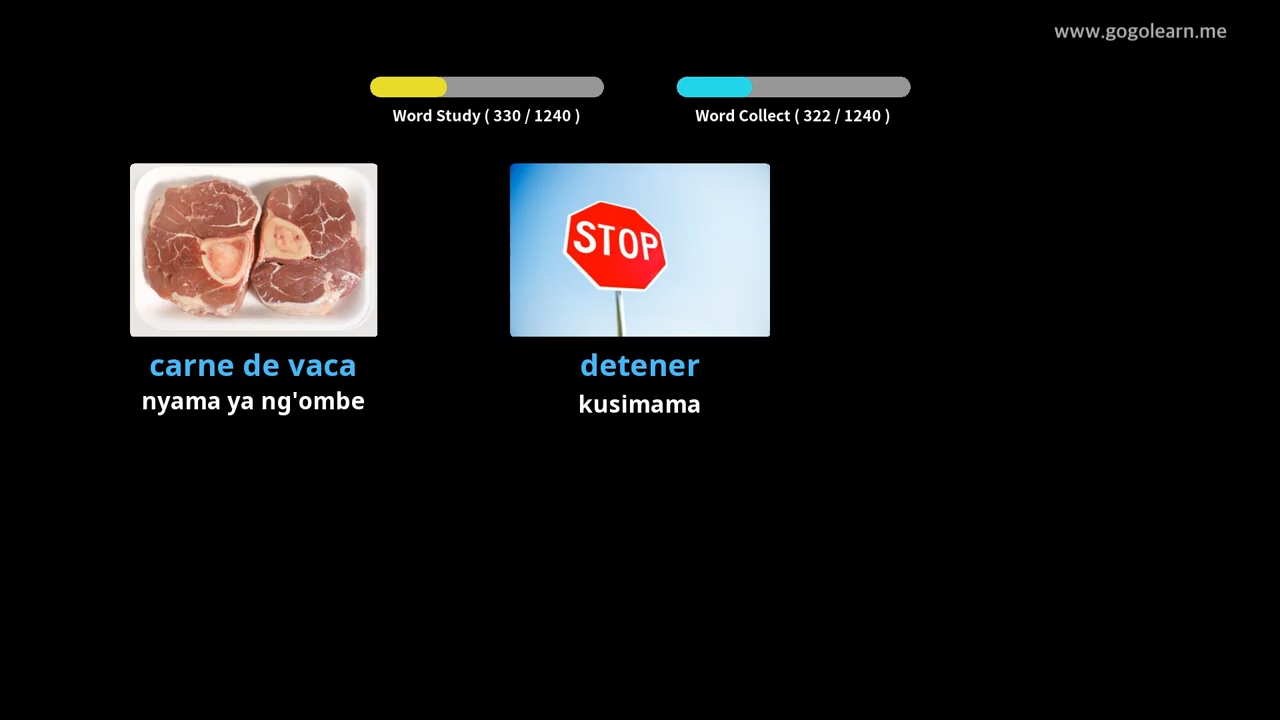 www.gogolearn.me
Word Study ( 330 / 1240 )
Word Collect ( 322 / 1240 )
STOP
carne de vaca
nyama ya ng'ombe
detener
kusimama